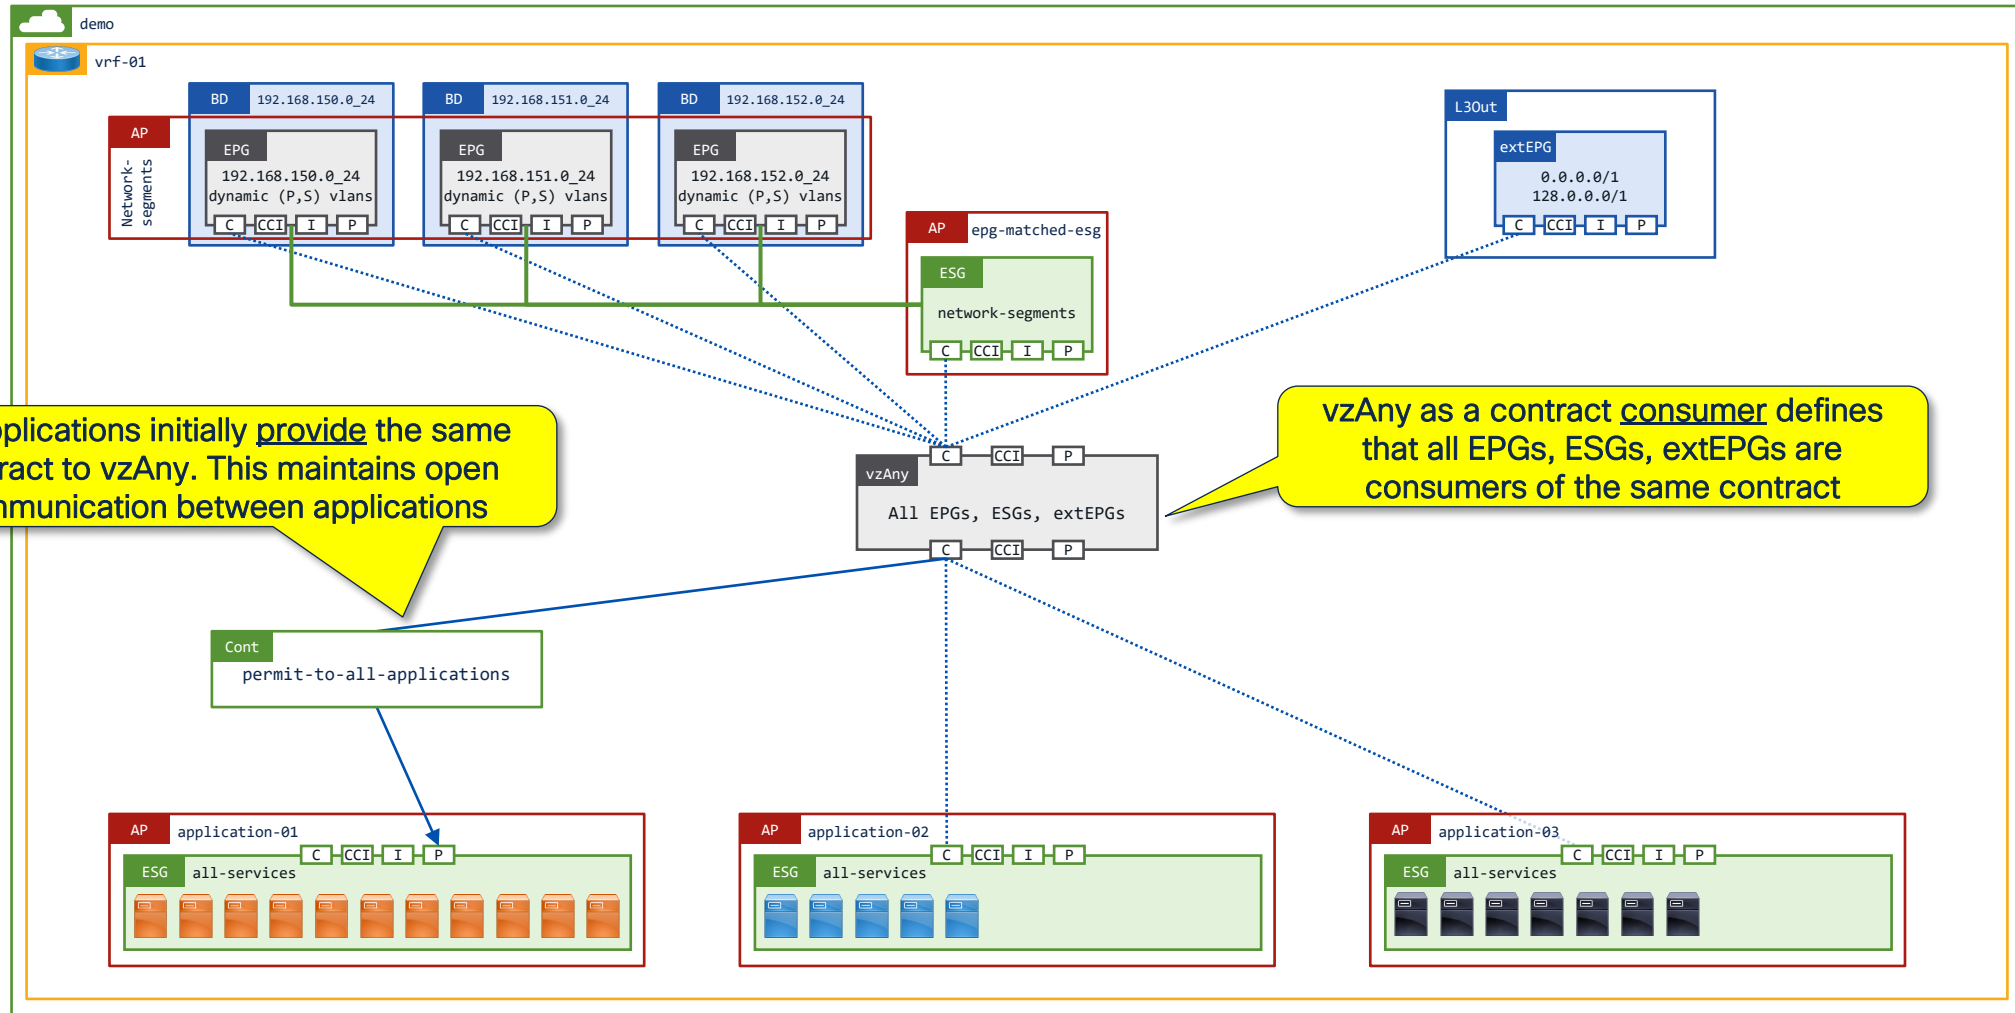 demo
vrf-01
BD 192.168.150.0_24
BD 192.168.151.0_24
BD 192.168.152.0_24
AP
Network-
segments
EPG
192.168.150.0_24
dynamic (P,S) vlans
C CCI I P
EPG
192.168.151.0_24
dynamic (P,S) vlans
C CCI I P
EPG
192.168.152.0_24
dynamic (P,S) vlans
C CCI I P
L3Out
extEPG
0.0.0.0/1
128.0.0.0/1
C CCI I P
AP epg-matched-esg
ESG
network-segments
C CCI I P
initially provide the same
to vzAny. This maintains open
between applications
vzAny as a contract consumer defines
that all EPGs, ESGs, extEPGs are
consumers of the same contract
C CCI P
vzAny
All EPGs, ESGs, extEPGs
C CCI P
Cont
permit-to-all-applications
AP application-01
C CCI I P
ESG all-services
AP application-02
C CCI I P
ESG all-services
AP application-03
C CCI I P
ESG all-services